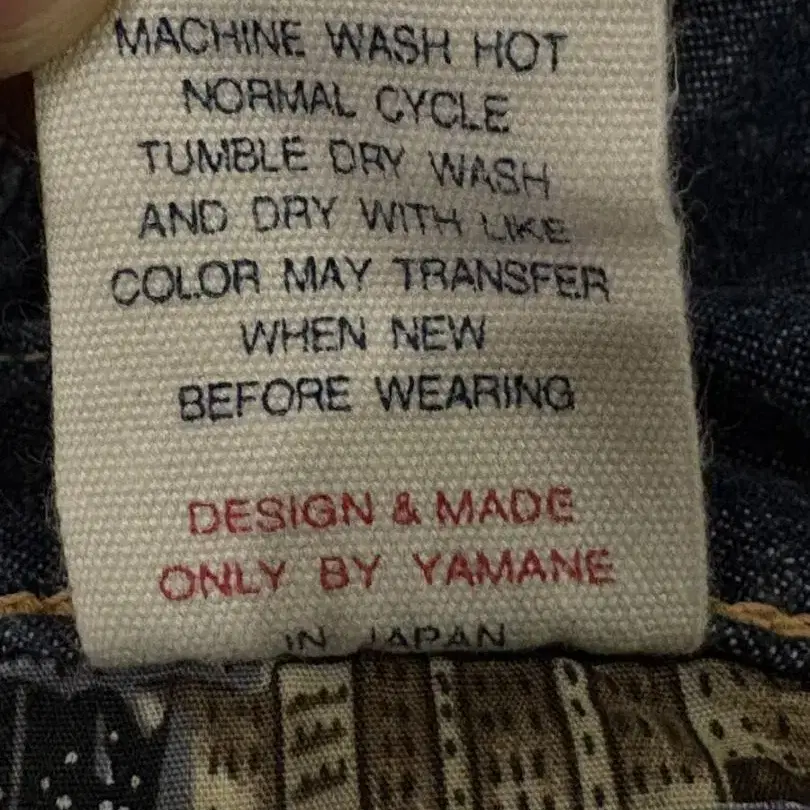 MACHINE WASH HOT
NORMAL CYCLE
TUMBLE DRY WASH
AND DRY WITH LIKE
COLOR MAY TRANSFER
WHEN NEW
BEFORE WEARING
DESIGN & MADE
ONLY BY YAMANE
IN JAPAN